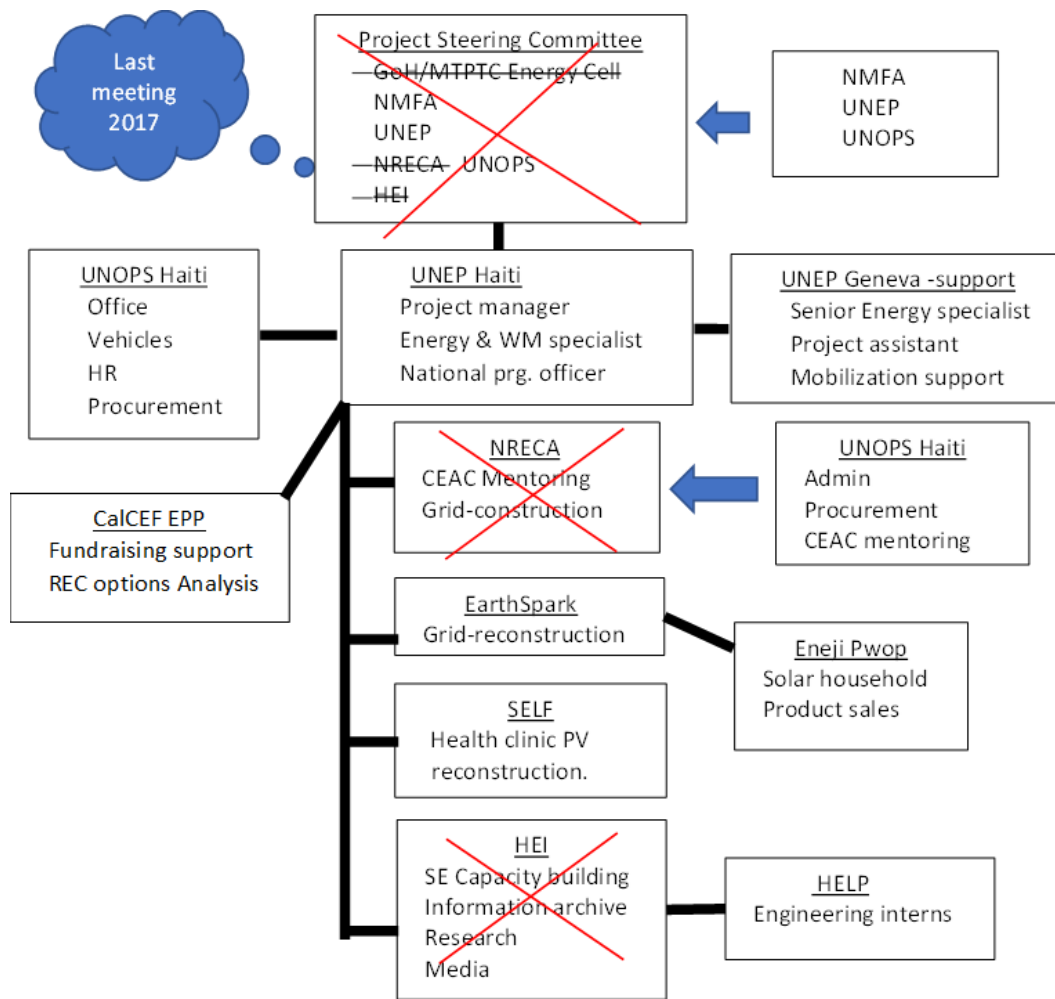 Last
meeting
2017
Project Steering Committee
GoH/MTPTC Energy Cell
NMFA
UNEP
NRECA UNOPS
HEI
NMFA
UNEP
UNOPS
UNOPS Haiti
Office
Vehicles
HR
Procurement
UNEP Haiti
Project manager
Energy & WM specialist
National prg. officer
UNEP Geneva -support
Senior Energy specialist
Project assistant
Mobilization support
NRECA
CEAC Mentoring
Grid-construction
UNOPS Haiti
Admin
Procurement
CEAC mentoring
CalCEF EPP
Fundraising support
REC options Analysis
EarthSpark
Grid-reconstruction
Eneji Pwop
Solar household
Product sales
SELF
Health clinic PV
reconstruction.
HEI
SE Capacity building
Information archive
Research
Media
HELP
Engineering interns